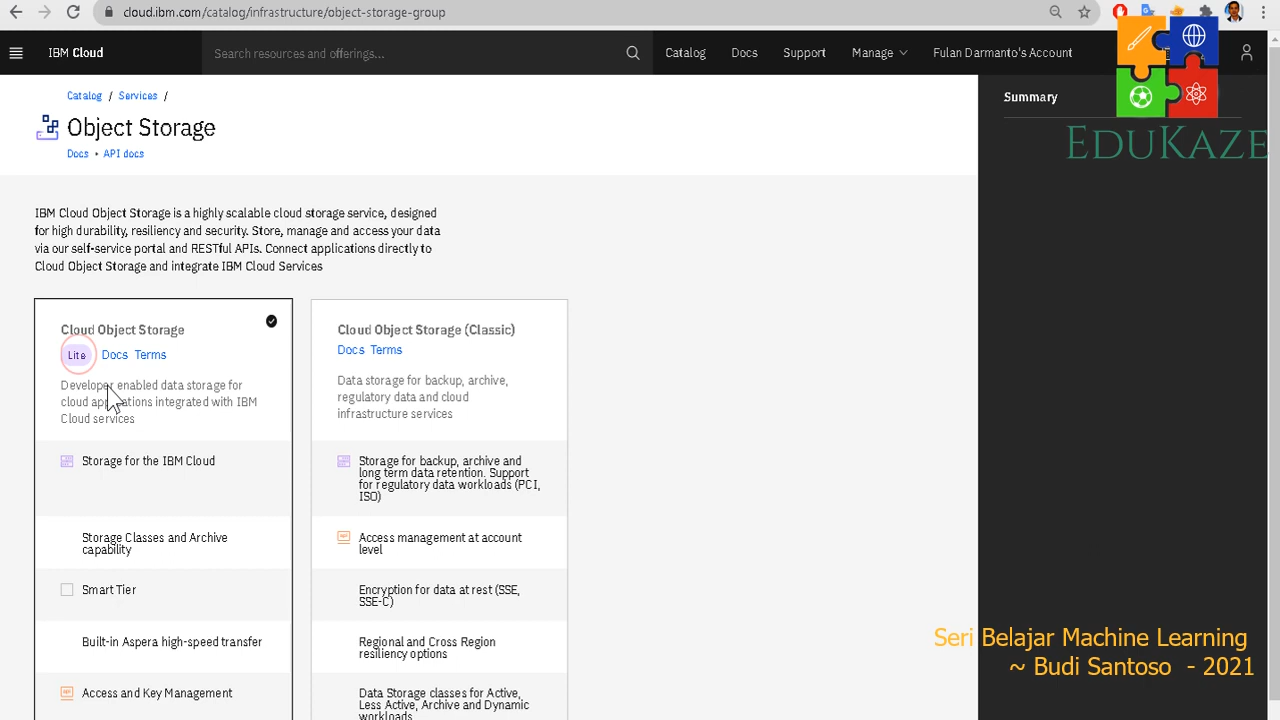 cloud.ibm.com/catalog/infrastructure/object-storage-group
IBM Cloud
Search resources and offerings...
Catalog
Docs
Support
Manage
Fulan Darmanto's Account
Catalog / Services /
Object Storage
Docs • API docs
Summary
EduKaze
IBM Cloud Object Storage is a highly scalable cloud storage service, designed
for high durability, resiliency and security. Store, manage and access your data
via our self-service portal and RESTful APIs. Connect applications directly to
Cloud Object Storage and integrate IBM Cloud Services
Cloud Object Storage
Lite Docs Terms
Developer enabled data storage for
cloud applications integrated with IBM
Cloud services
Storage for the IBM Cloud
Storage Classes and Archive
capability
Smart Tier
Built-in Aspera high-speed transfer
Access and Key Management
Cloud Object Storage (Classic)
Docs Terms
Data storage for backup, archive,
regulatory data and cloud
infrastructure services
Storage for backup, archive and
long term data retention. Support
for regulatory data workloads (PCI,
ISO)
Access management at account
level
Encryption for data at rest (SSE,
SSE-C)
Regional and Cross Region
resiliency options
Data Storage classes for Active,
Less Active, Archive and Dynamic
workloads
Seri Belajar Machine Learning
~ Budi Santoso - 2021